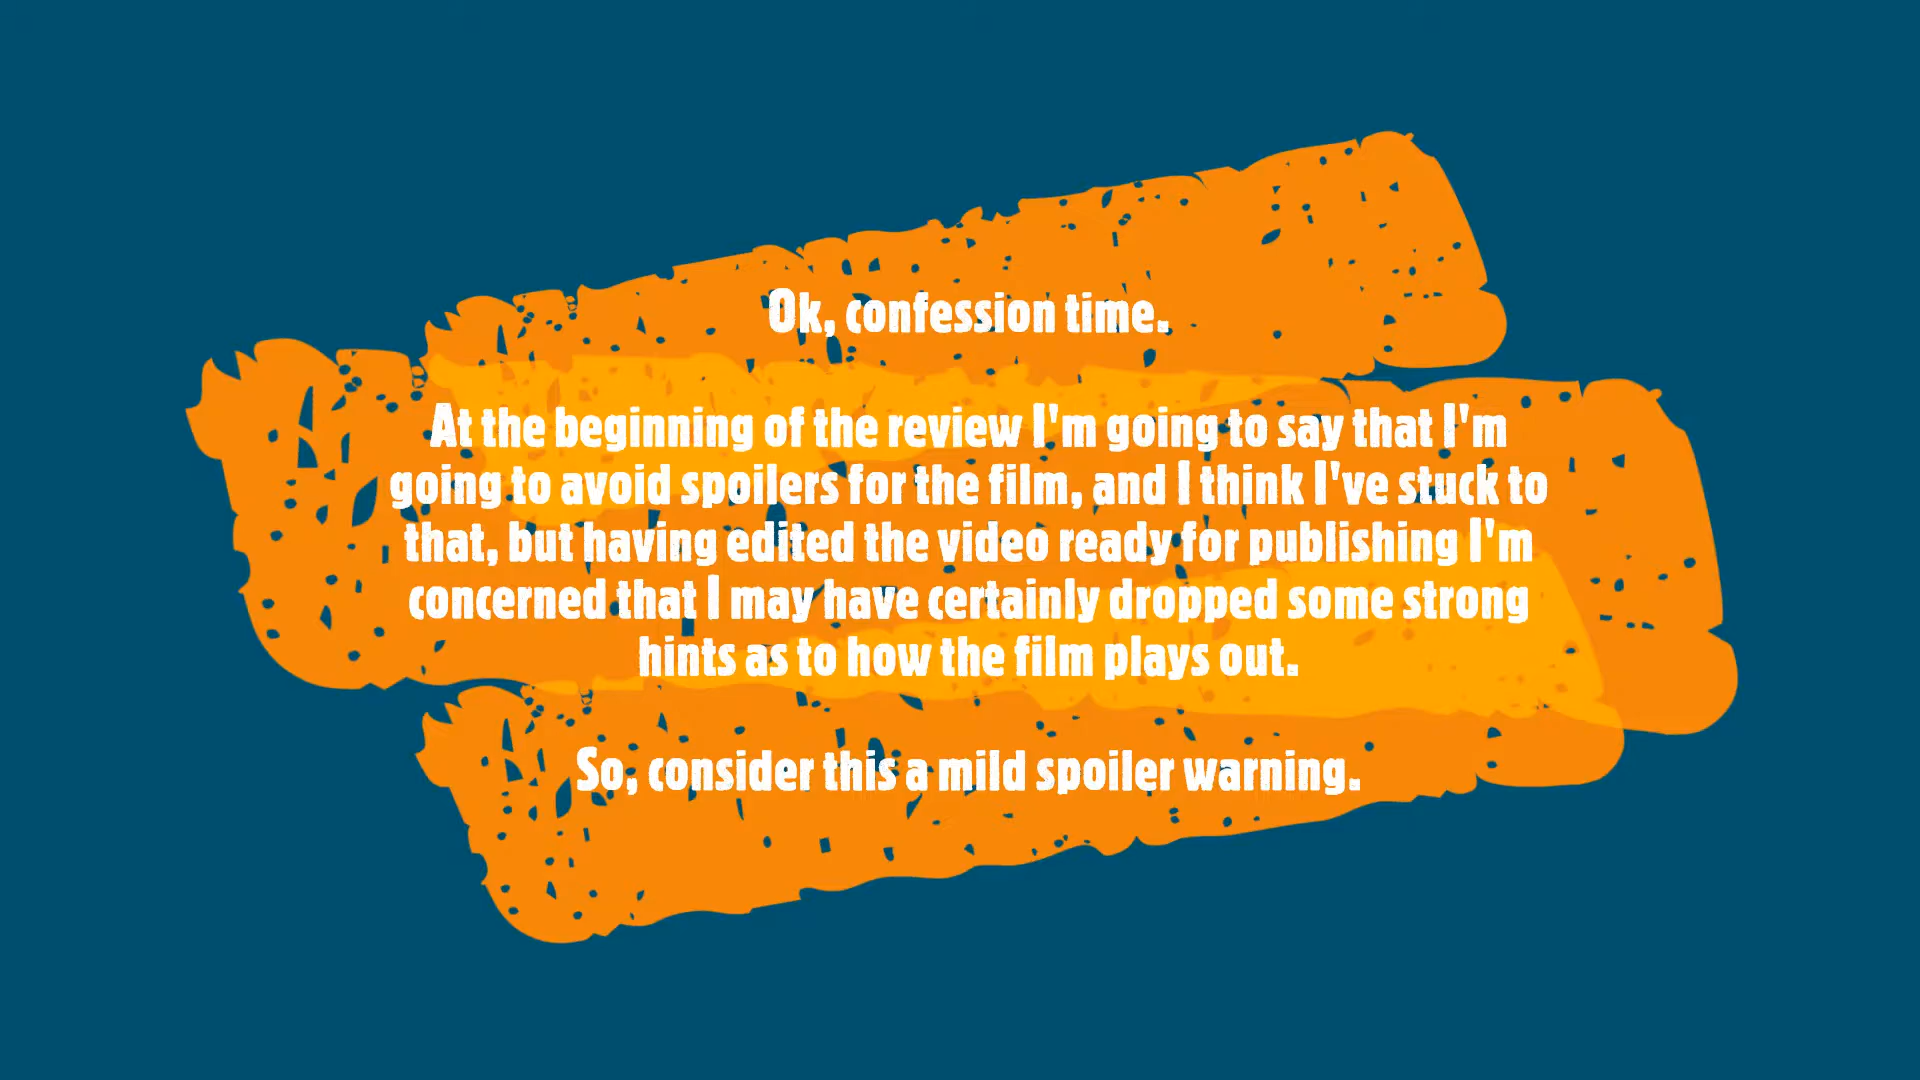 Ok, confession time.
At the beginning of the review I'm going to say that I'm
going to avoid spoilers for the film, and I think I've stuck to
that, but having edited the video ready for publishing I'm
concerned that I may have certainly dropped some strong
hints as to how the film plays out.
So, consider this a mild spoiler warning.